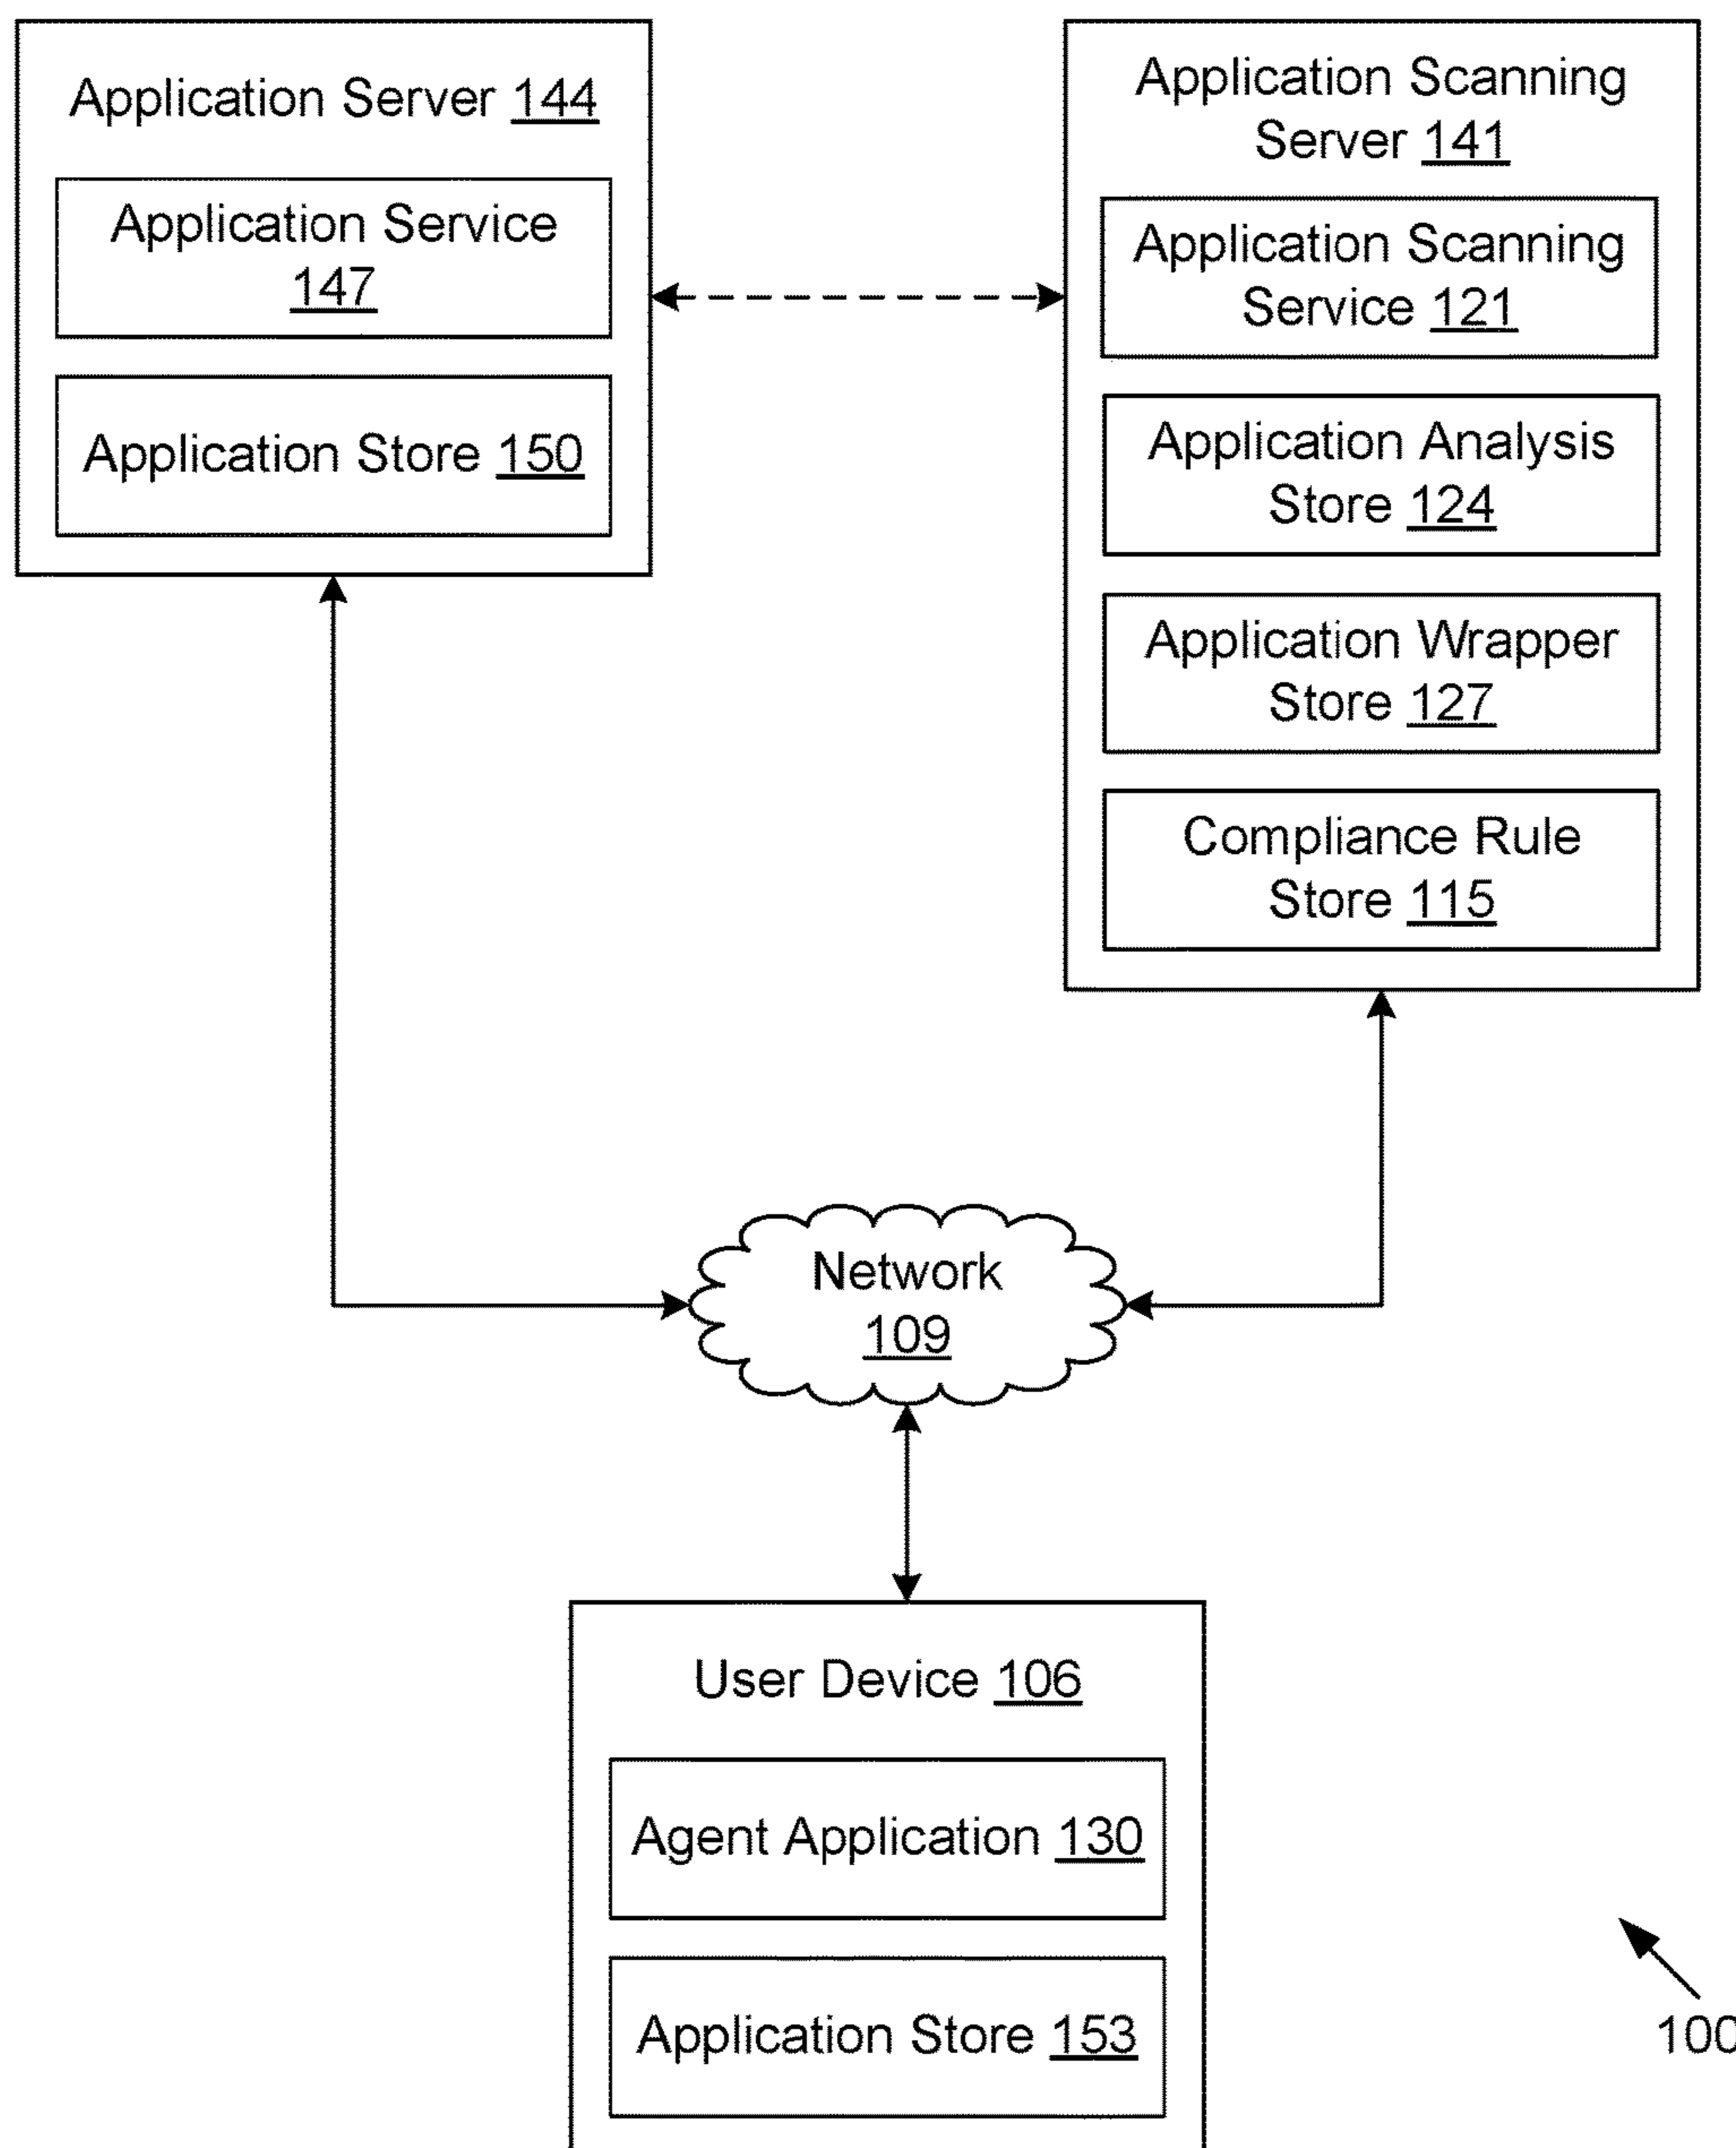 Application Server 144
Application Service
147
Application Store 150
Application Scanning
Server 141
Application Scanning
Service 121
Application Analysis
Store 124
Application Wrapper
Store 127
Compliance Rule
Store 115
Network
109
User Device 106
Agent Application 130
Application Store 153
100